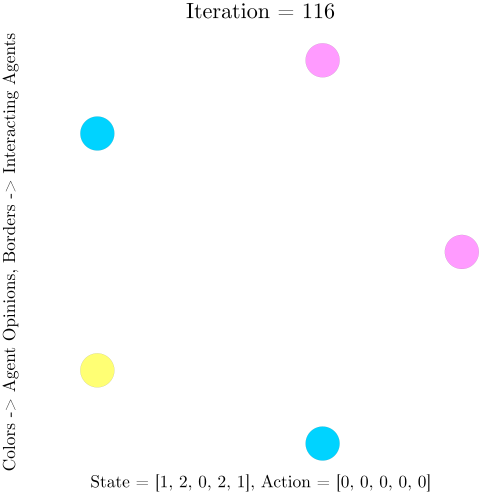 Iteration = 116
Colors -> Agent Opinions, Borders -> Interacting Agents
State = [1, 2, 0, 2, 1], Action = [0, 0, 0, 0, 0]